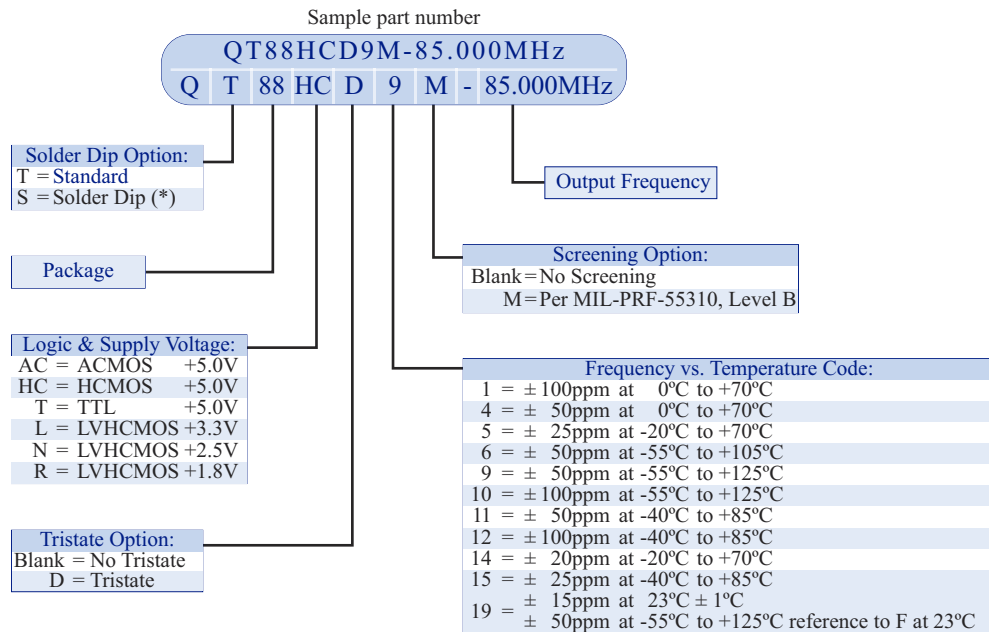 Sample part number
QT88HCD9M-85.000MHz
Q T 88 HC D 9 M - 85.000MHz
Solder Dip Option:
T = Standard
S = Solder Dip (*)
Package
Logic & Supply Voltage:
AC = ACMOS +5.0V
HC = HCMOS +5.0V
T = TTL +5.0V
L = LVHCMOS +3.3V
N = LVHCMOS +2.5V
R = LVHCMOS +1.8V
Tristate Option:
Blank = No Tristate
D = Tristate
Output Frequency
Screening Option:
Blank=No Screening
M=Per MIL-PRF-55310, Level B
Frequency vs. Temperature Code:
1 = ± 100ppm at 0ºC to +70ºC
4 = ± 50ppm at 0ºC to +70ºC
5 = ± 25ppm at -20ºC to +70ºC
6 = ± 50ppm at -55ºC to +105ºC
9 = ± 50ppm at -55ºC to +125ºC
10 = ± 100ppm at -55ºC to +125ºC
11 = ± 50ppm at -40ºC to +85ºC
12 = ± 100ppm at -40ºC to +85ºC
14 = ± 20ppm at -20ºC to +70ºC
15 = ± 25ppm at -40ºC to +85ºC
19 = ± 15ppm at 23ºC ± 1ºC
± 50ppm at -55ºC to +125ºC reference to F at 23ºC